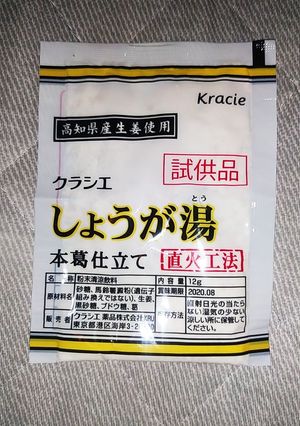 Kracie
高知県産生姜使用
試供品
クラシエ
とう
しょうが湯
本葛仕立て 直火工法
名称 粉末清涼飲料
原材料名 砂糖、馬鈴薯澱粉(遺伝子
組み換えではない)、生姜、
黒砂糖、ブドウ糖、葛
販売者 クラシエ薬品株式会社
東京都港区海岸3-2
内容量 12g
賞味期限 2020.08
保存方法 直射日光の当たら
ない湿気の少ない
涼しい所に保管して
ください。